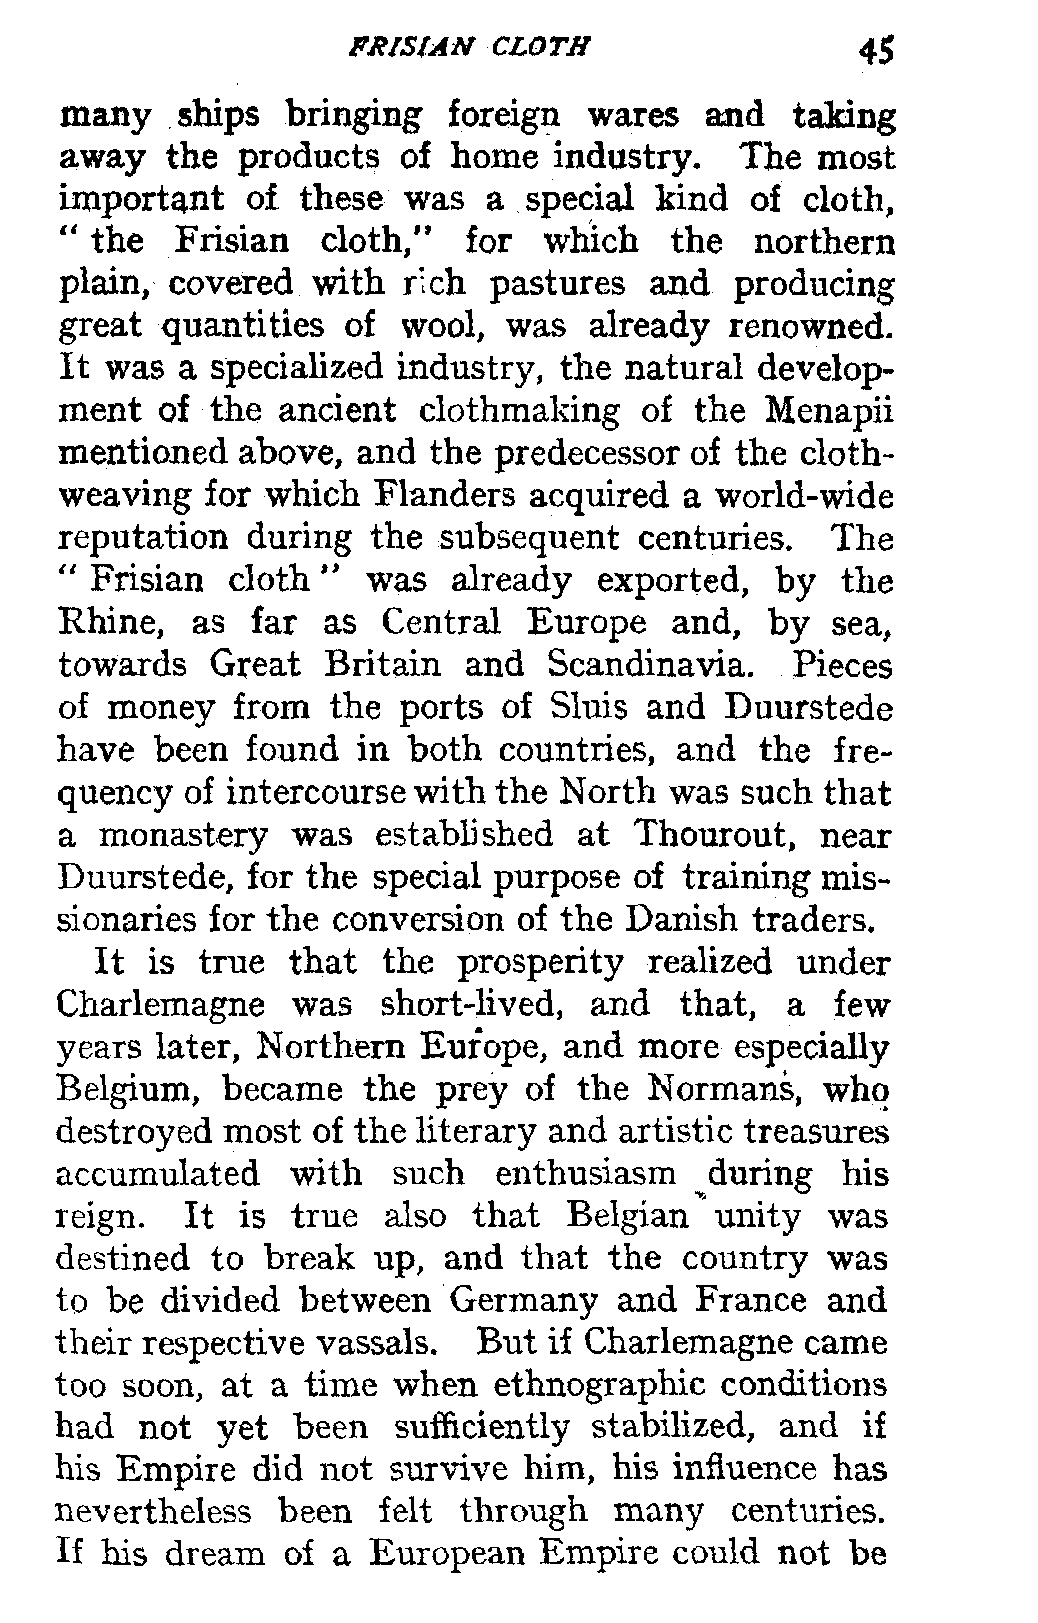 FRISIAN CLOTH 45
many ships bringing foreign wares and taking
away the products of home industry. The most
important of these was a special kind of cloth,
" the Frisian cloth," for which the northern
plain, covered with rich pastures and producing
great quantities of wool, was already renowned.
It was a specialized industry, the natural develop-
ment of the ancient clothmaking of the Menapii
mentioned above, and the predecessor of the cloth-
weaving for which Flanders acquired a world-wide
reputation during the subsequent centuries. The
" Frisian cloth " was already exported, by the
Rhine, as far as Central Europe and, by sea,
towards Great Britain and Scandinavia. Pieces
of money from the ports of Sluis and Duurstede
have been found in both countries, and the fre-
quency of intercourse with the North was such that
a monastery was established at Thourout, near
Duurstede, for the special purpose of training mis-
sionaries for the conversion of the Danish traders.
It is true that the prosperity realized under
Charlemagne was short-lived, and that, a few
years later, Northern Europe, and more especially
Belgium, became the prey of the Normans, who
destroyed most of the literary and artistic treasures
accumulated with such enthusiasm during his
reign. It is true also that Belgian unity was
destined to break up, and that the country was
to be divided between Germany and France and
their respective vassals. But if Charlemagne came
too soon, at a time when ethnographic conditions
had not yet been sufficiently stabilized, and if
his Empire did not survive him, his influence has
nevertheless been felt through many centuries.
If his dream of a European Empire could not be